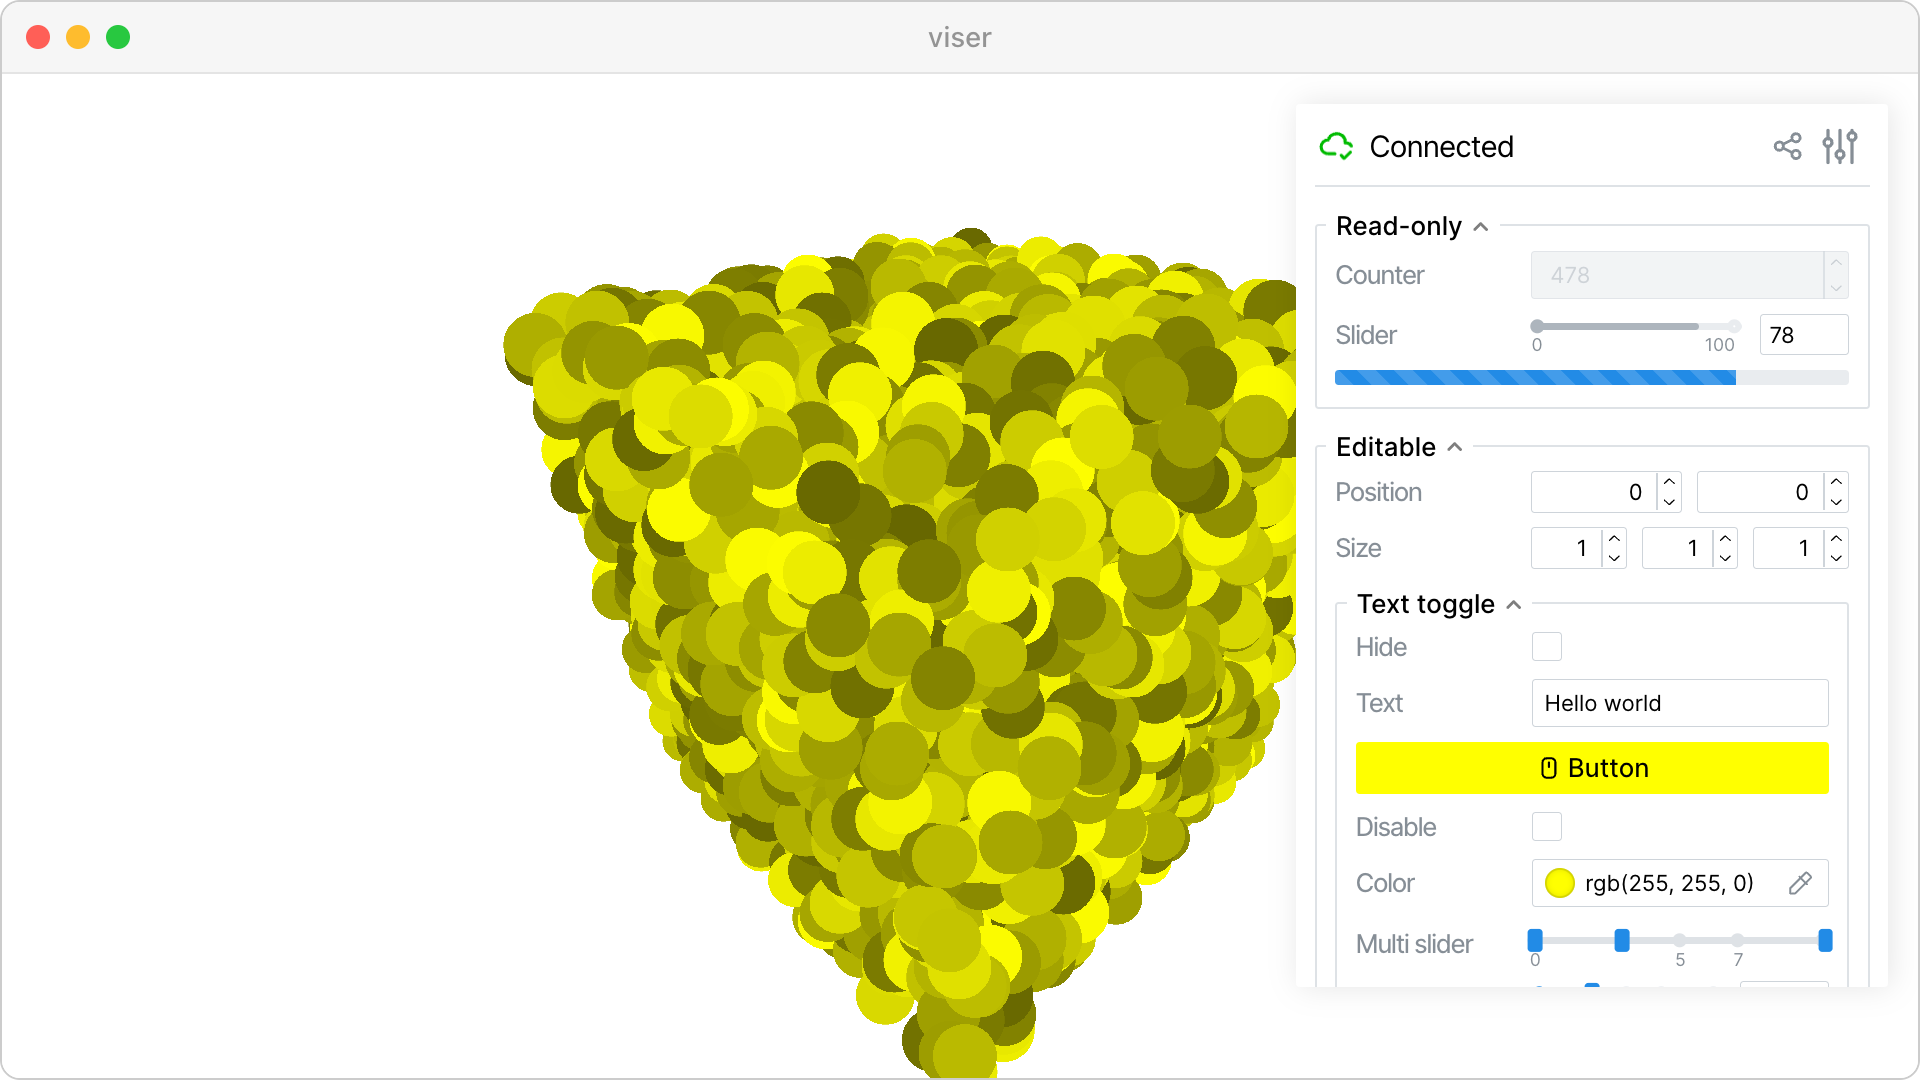 viser
Connected
Read-only
Counter 478
Slider 0 100 78
Editable
Position 0 0
Size 1 1 1
Text toggle
Hide
Text Hello world
Button
Disable
Color rgb(255, 255, 0)
Multi slider 0 5 7